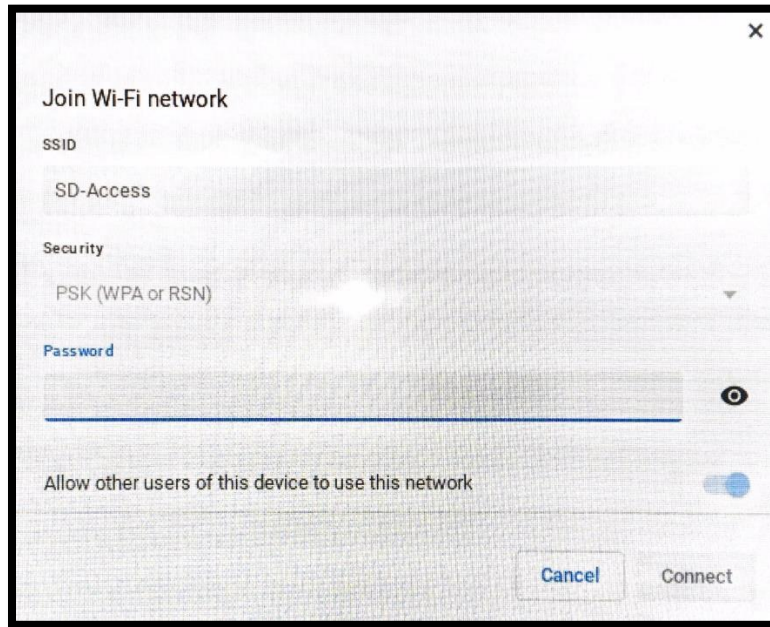 Join Wi-Fi network
SSID
SD-Access
Security
PSK (WPA or RSN)
Password
Allow other users of this device to use this network
Cancel
Connect